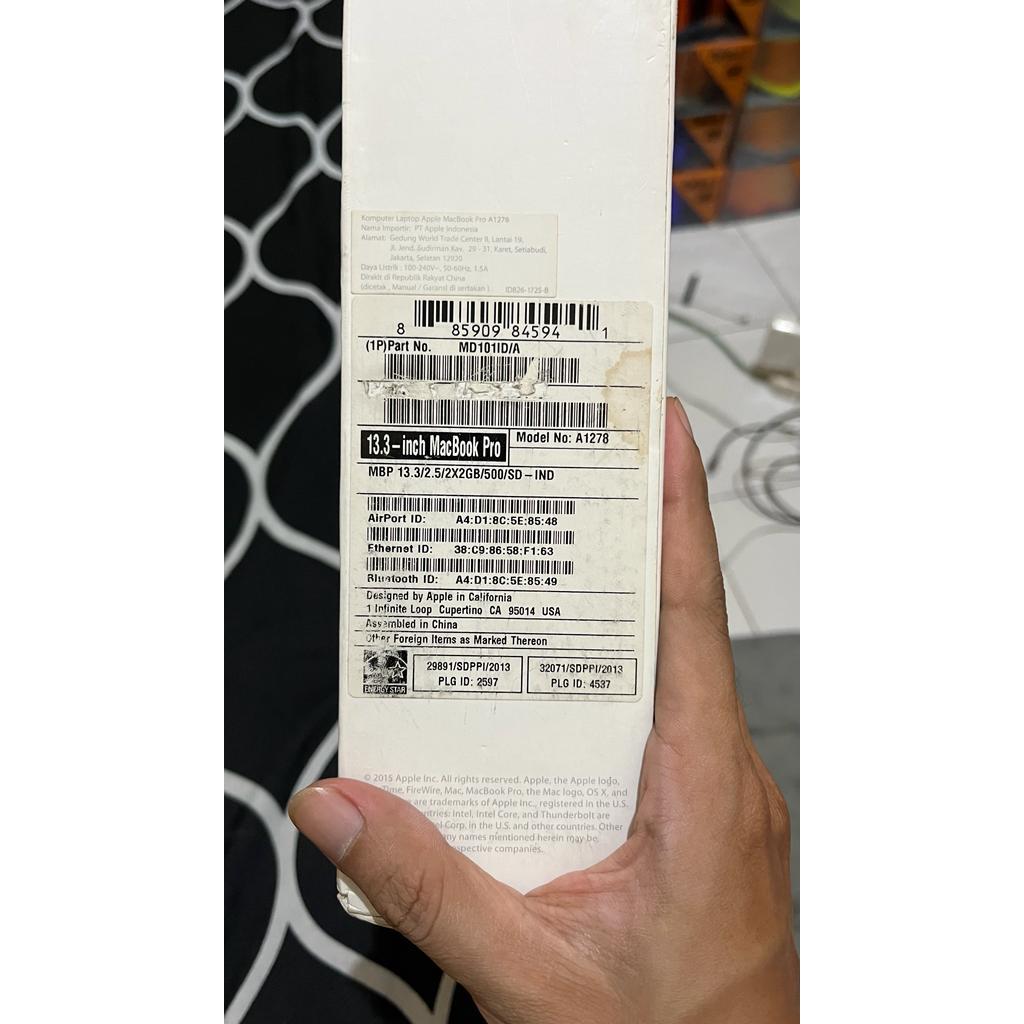 Komputer Laptop Apple MacBook Pro A1278
Nama Importir: PT Apple Indonesia
Alamat: Gedung World Trade Center II, Lantai 19,
Jl. Jend. Sudirman Kav. 29 - 31, Karet, Setiabudi,
Jakarta, Selatan 12920
Daya Listrik : 100-240V~, 50-60Hz, 1.5A
Dirakit di Republik Rakyat China
(dicetak , Manual / Garansi di sertakan ) ID826-1725-B
8 85909 84594 1
(1P)Part No. MD101ID/A
13.3-inch MacBook Pro Model No: A1278
MBP 13.3/2.5/2X2GB/500/SD-IND
AirPort ID: A4:D1:8C:5E:85:48
Ethernet ID: 38:C9:86:58:F1:63
Bluetooth ID: A4:D1:8C:5E:85:49
Designed by Apple in California
1 Infinite Loop Cupertino CA 95014 USA
Assembled in China
Other Foreign Items as Marked Thereon
ENERGY STAR
29891/SDPPI/2013 32071/SDPPI/2013
PLG ID: 2597 PLG ID: 4537
© 2015 Apple Inc. All rights reserved. Apple, the Apple logo,
Time, FireWire, Mac, MacBook Pro, the Mac logo, OS X, and
are trademarks of Apple Inc., registered in the U.S.
Intel, Intel Core, and Thunderbolt are
Corp. in the U.S. and other countries. Other
names mentioned herein may be
companies.